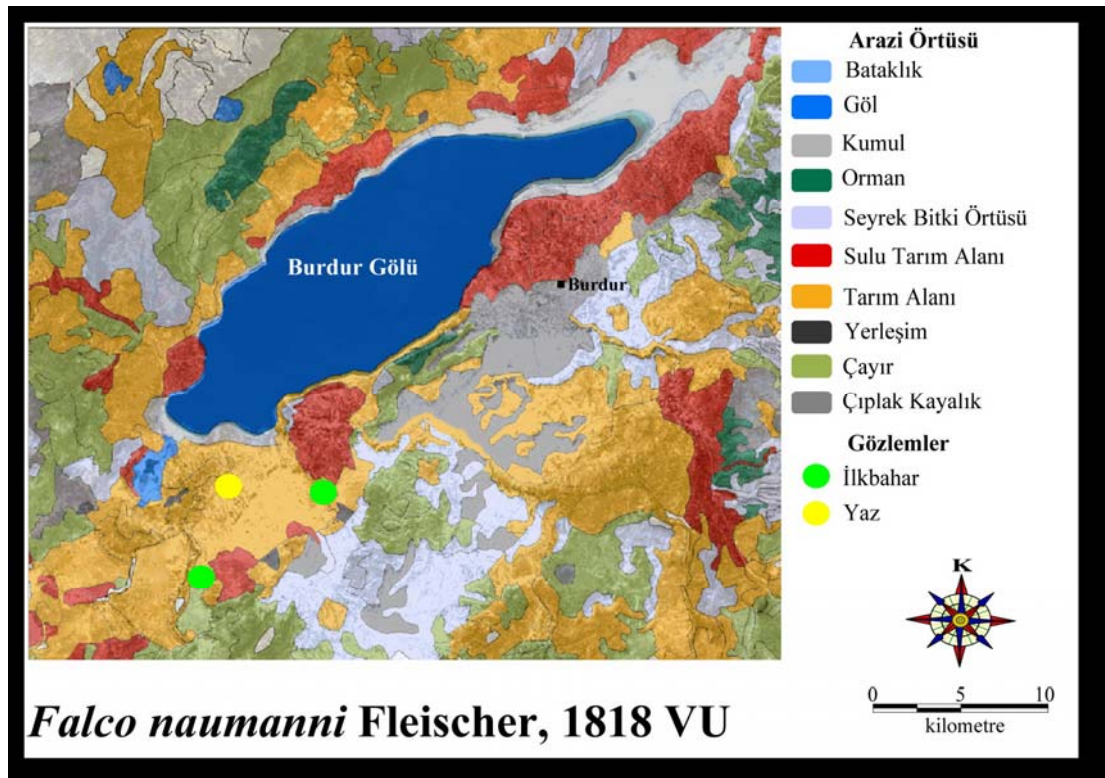 Burdur Gölü
Burdur
Arazi Örtüsü
Bataklık
Göl
Kumul
Orman
Seyrek Bitki Örtüsü
Sulu Tarım Alanı
Tarım Alanı
Yerleşim
Çayır
Çıplak Kayalık
Gözlemler
İlkbahar
Yaz
K
0 5 10
kilometre
Falco naumanni Fleischer, 1818 VU